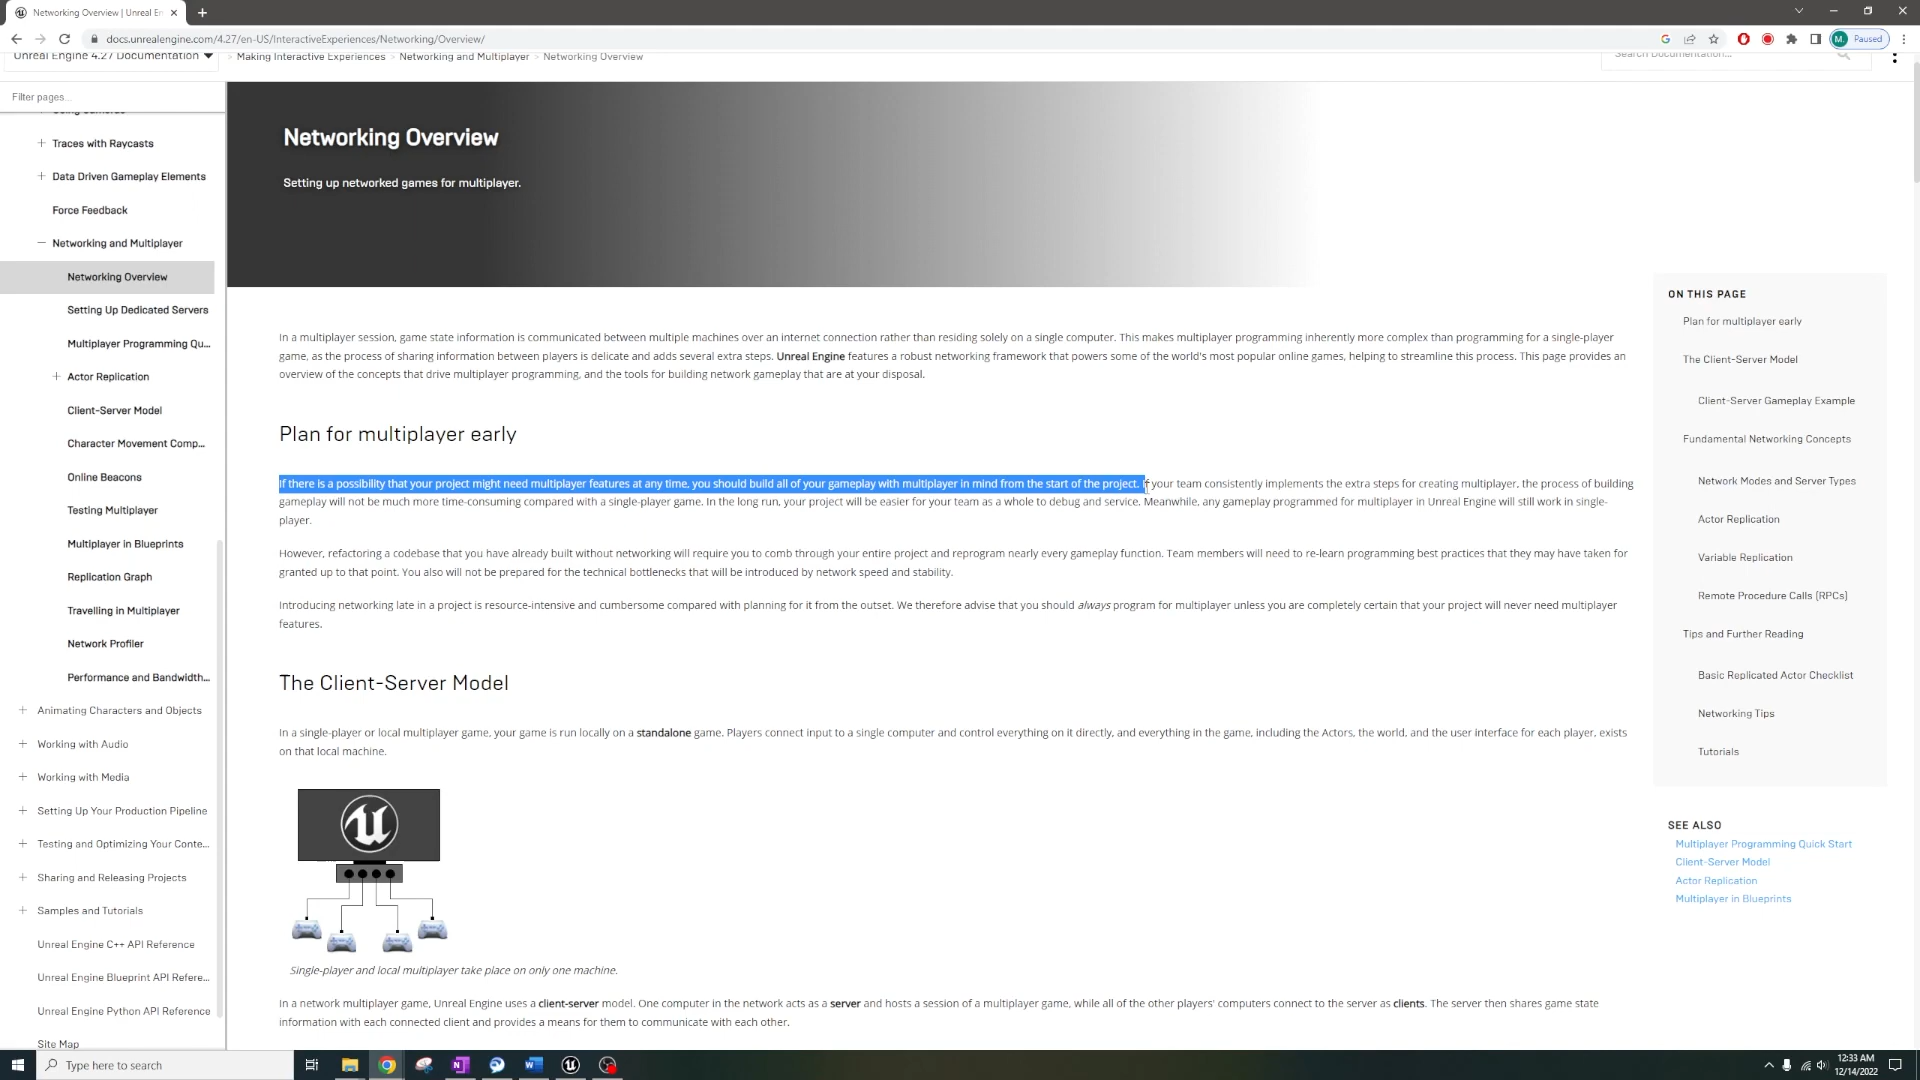 Networking Overview | Unreal En
docs.unrealengine.com/4.27/en-US/InteractiveExperiences/Networking/Overview/
M.
Paused
Unreal Engine 4.27 Documentation
> Making Interactive Experiences > Networking and Multiplayer > Networking Overview
Search Documentation...
Filter pages...
Using Cameras
Traces with Raycasts
Data Driven Gameplay Elements
Force Feedback
Networking and Multiplayer
Networking Overview
Setting Up Dedicated Servers
Multiplayer Programming Qu...
Actor Replication
Client-Server Model
Character Movement Comp...
Online Beacons
Testing Multiplayer
Multiplayer in Blueprints
Replication Graph
Travelling in Multiplayer
Network Profiler
Performance and Bandwidth...
Animating Characters and Objects
Working with Audio
Working with Media
Setting Up Your Production Pipeline
Testing and Optimizing Your Conte...
Sharing and Releasing Projects
Samples and Tutorials
Unreal Engine C++ API Reference
Unreal Engine Blueprint API Refere...
Unreal Engine Python API Reference
Site Map
Networking Overview
Setting up networked games for multiplayer.
In a multiplayer session, game state information is communicated between multiple machines over an internet connection rather than residing solely on a single computer. This makes multiplayer programming inherently more complex than programming for a single-player
game, as the process of sharing information between players is delicate and adds several extra steps. Unreal Engine features a robust networking framework that powers some of the world's most popular online games, helping to streamline this process. This page provides an
overview of the concepts that drive multiplayer programming, and the tools for building network gameplay that are at your disposal.
Plan for multiplayer early
If there is a possibility that your project might need multiplayer features at any time, you should build all of your gameplay with multiplayer in mind from the start of the project. If your team consistently implements the extra steps for creating multiplayer, the process of building
gameplay will not be much more time-consuming compared with a single-player game. In the long run, your project will be easier for your team as a whole to debug and service. Meanwhile, any gameplay programmed for multiplayer in Unreal Engine will still work in single-
player.
However, refactoring a codebase that you have already built without networking will require you to comb through your entire project and reprogram nearly every gameplay function. Team members will need to re-learn programming best practices that they may have taken for
granted up to that point. You also will not be prepared for the technical bottlenecks that will be introduced by network speed and stability.
Introducing networking late in a project is resource-intensive and cumbersome compared with planning for it from the outset. We therefore advise that you should always program for multiplayer unless you are completely certain that your project will never need multiplayer
features.
The Client-Server Model
In a single-player or local multiplayer game, your game is run locally on a standalone game. Players connect input to a single computer and control everything on it directly, and everything in the game, including the Actors, the world, and the user interface for each player, exists
on that local machine.
Single-player and local multiplayer take place on only one machine.
In a network multiplayer game, Unreal Engine uses a client-server model. One computer in the network acts as a server and hosts a session of a multiplayer game, while all of the other players' computers connect to the server as clients. The server then shares game state
information with each connected client and provides a means for them to communicate with each other.
ON THIS PAGE
Plan for multiplayer early
The Client-Server Model
Client-Server Gameplay Example
Fundamental Networking Concepts
Network Modes and Server Types
Actor Replication
Variable Replication
Remote Procedure Calls (RPCs)
Tips and Further Reading
Basic Replicated Actor Checklist
Networking Tips
Tutorials
SEE ALSO
Multiplayer Programming Quick Start
Client-Server Model
Actor Replication
Multiplayer in Blueprints
Type here to search
12:33 AM
12/14/2022